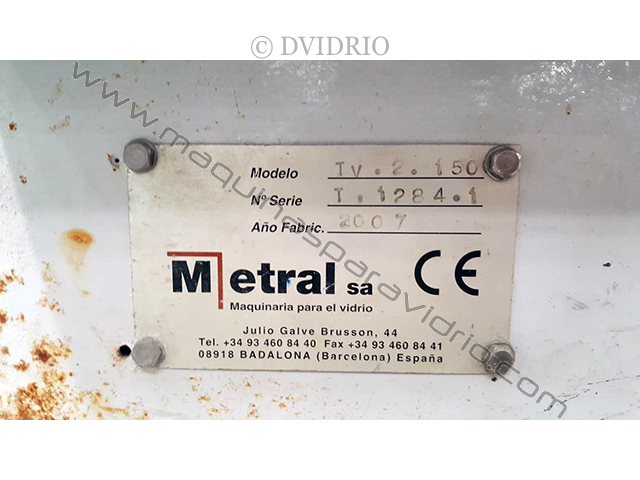 © DVIDRIO
www.maquinasparavidrio.com
Modelo TV.2.150
Nº Serie T.1284.1
Año Fabric. 2007
Metral sa CE
Maquinaria para el vidrio
Julio Galve Brusson, 44
Tel. +34 93 460 84 40 Fax +34 93 460 84 41
08918 BADALONA (Barcelona) España